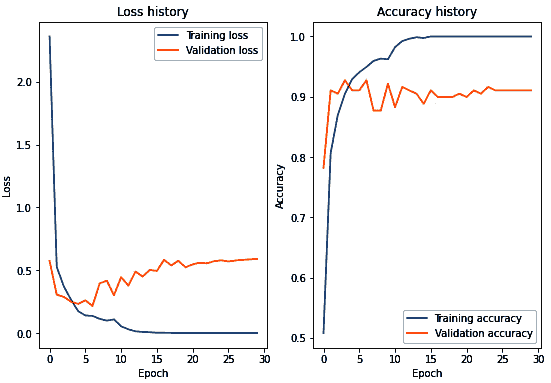 Loss history
Training loss
Validation loss
2.0
1.5
1.0
0.5
0.0
Loss
0 5 10 15 20 25 30
Epoch
Accuracy history
1.0
0.9
0.8
0.7
0.6
0.5
Accuracy
Training accuracy
Validation accuracy
0 5 10 15 20 25 30
Epoch